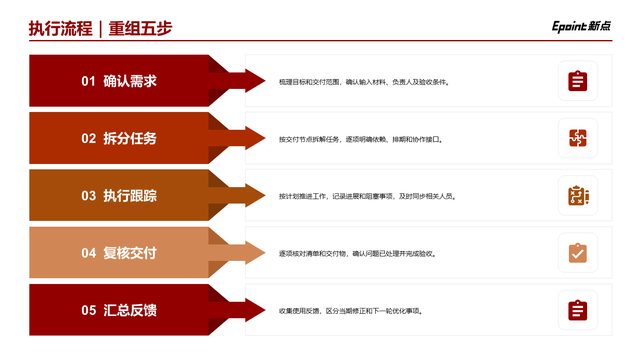 执行流程｜重组五步
Epoint新点
01 确认需求
梳理目标和交付范围，确认输入材料、负责人及验收条件。
02 拆分任务
按交付节点拆解任务，逐项明确依赖、排期和协作接口。
03 执行跟踪
按计划推进工作，记录进展和阻塞事项，及时同步相关人员。
04 复核交付
逐项核对清单和交付物，确认问题已处理并完成验收。
05 汇总反馈
收集使用反馈，区分当期修正和下一轮优化事项。